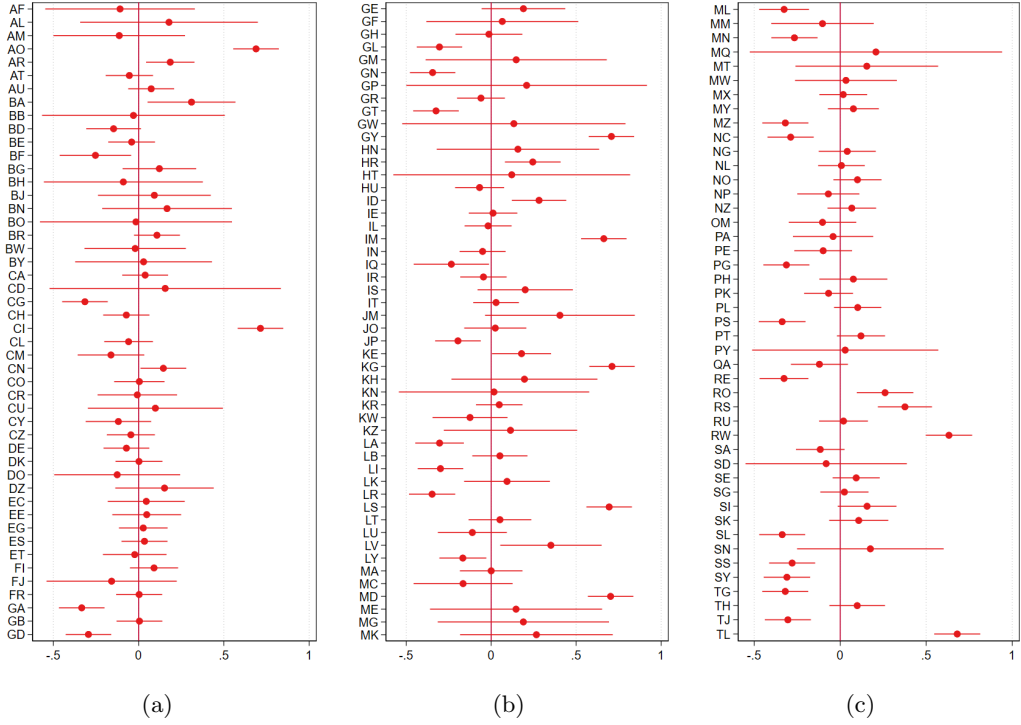 AF
AL
AM
AO
AR
AT
AU
BA
BB
BD
BE
BF
BG
BH
BJ
BN
BO
BR
BW
BY
CA
CD
CG
CH
CI
CL
CM
CN
CO
CR
CU
CY
CZ
DE
DK
DO
DZ
EC
EE
EG
ES
ET
FI
FJ
FR
GA
GB
GD
-.5 0 .5 1
(a)
GE
GF
GH
GL
GM
GN
GP
GR
GT
GW
GY
HN
HR
HT
HU
ID
IE
IL
IM
IN
IQ
IR
IS
IT
JM
JO
JP
KE
KG
KH
KN
KR
KW
KZ
LA
LB
LI
LK
LR
LS
LT
LU
LV
LY
MA
MC
MD
ME
MG
MK
-.5 0 .5 1
(b)
ML
MM
MN
MQ
MT
MW
MX
MY
MZ
NC
NG
NL
NO
NP
NZ
OM
PA
PE
PG
PH
PK
PL
PS
PT
PY
QA
RE
RO
RS
RU
RW
SA
SD
SE
SG
SI
SK
SL
SN
SS
SY
TG
TH
TJ
TL
-.5 0 .5 1
(c)